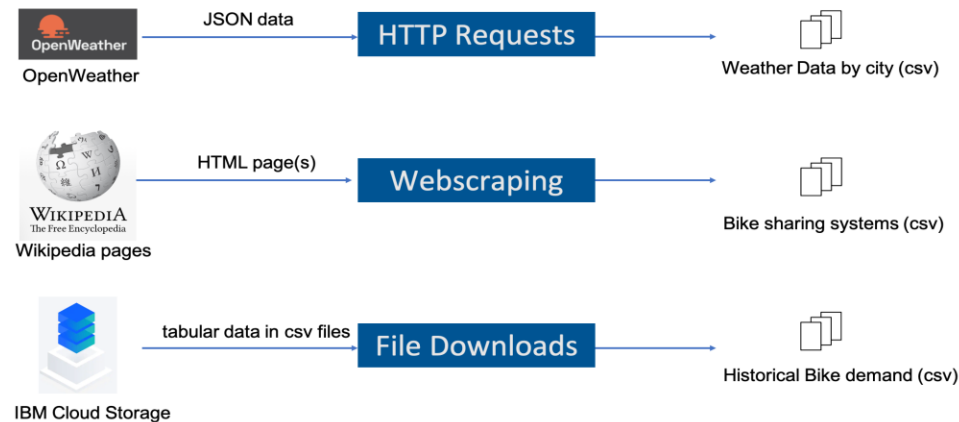 JSON data
OpenWeather
HTTP Requests
OpenWeather
Weather Data by city (csv)
HTML page(s)
Ω
W
И
維
7
Webscraping
WIKIPEDIA
The Free Encyclopedia
Bike sharing systems (csv)
Wikipedia pages
tabular data in csv files
File Downloads
Historical Bike demand (csv)
IBM Cloud Storage